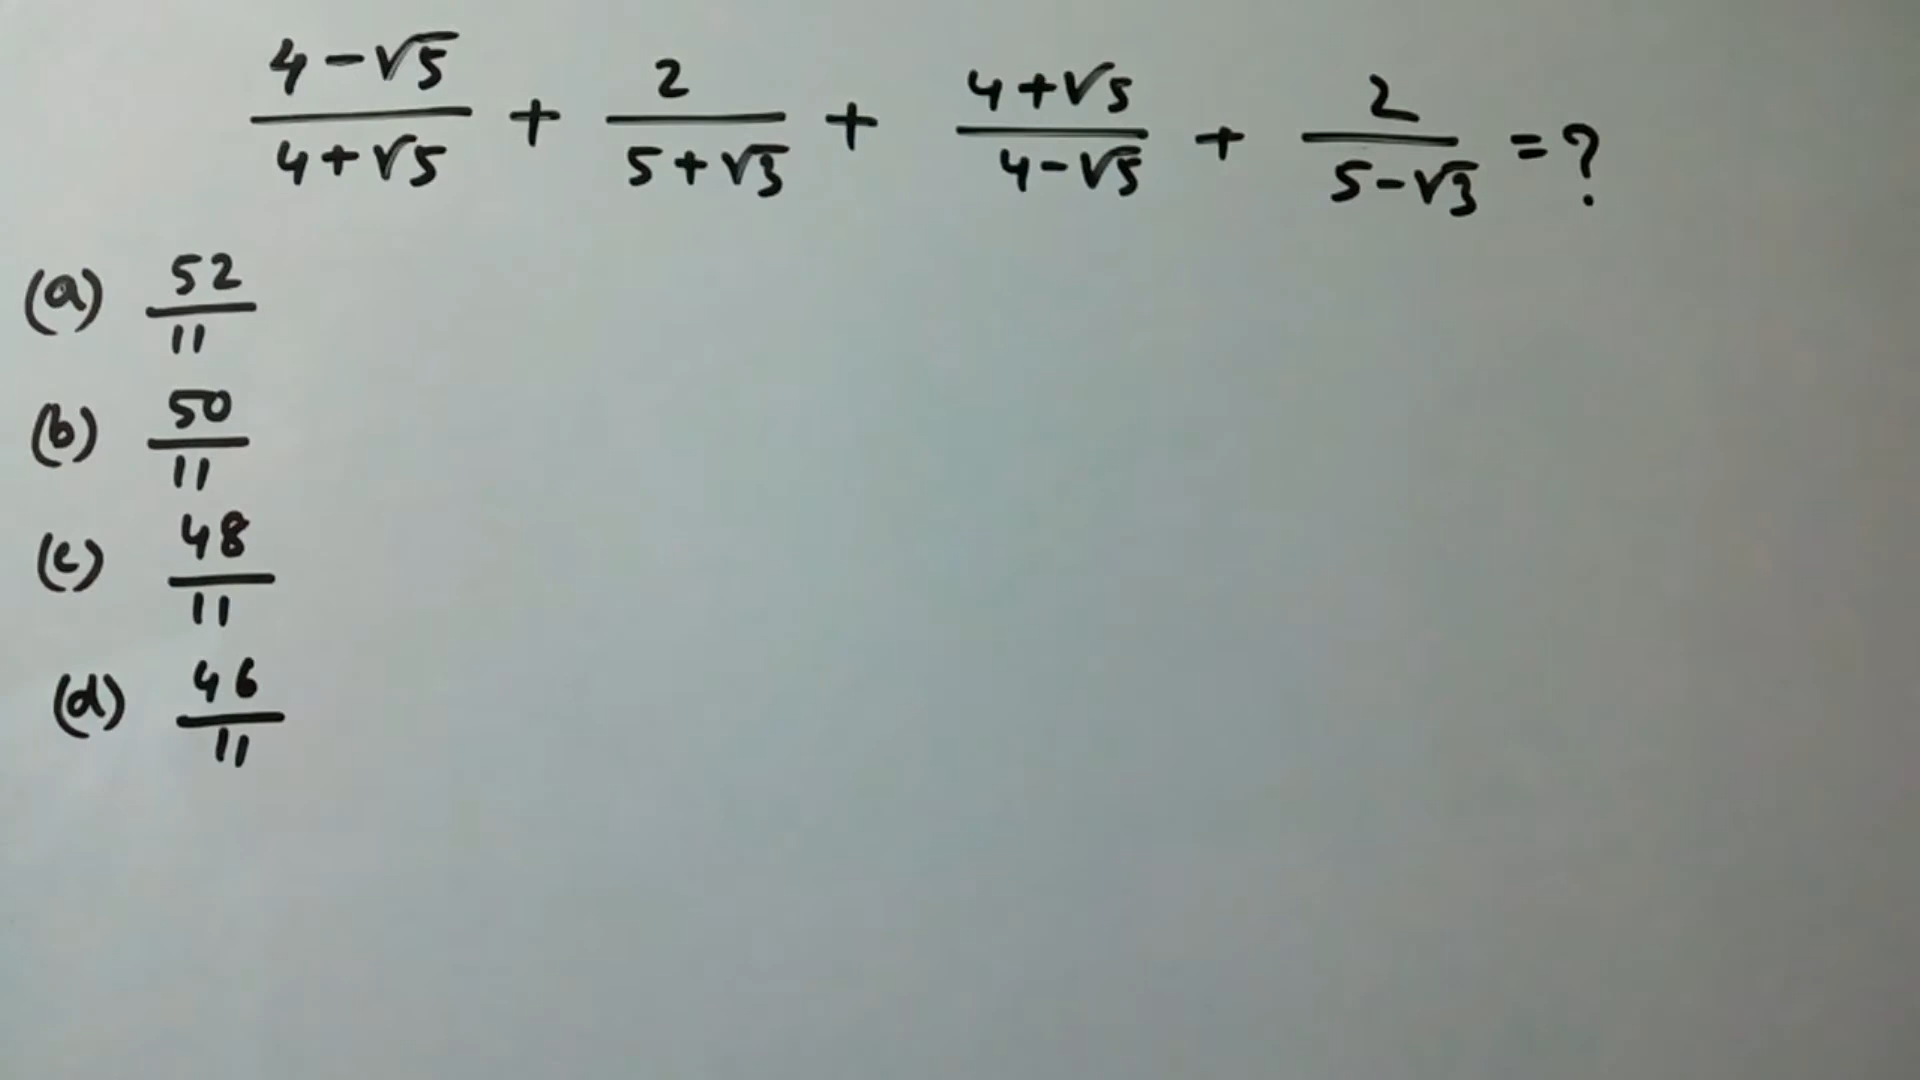 (4-√5)/(4+√5) + 2/(5+√3) + (4+√5)/(4-√5) + 2/(5-√3) = ?
(a) 52/11
(b) 50/11
(c) 48/11
(d) 46/11